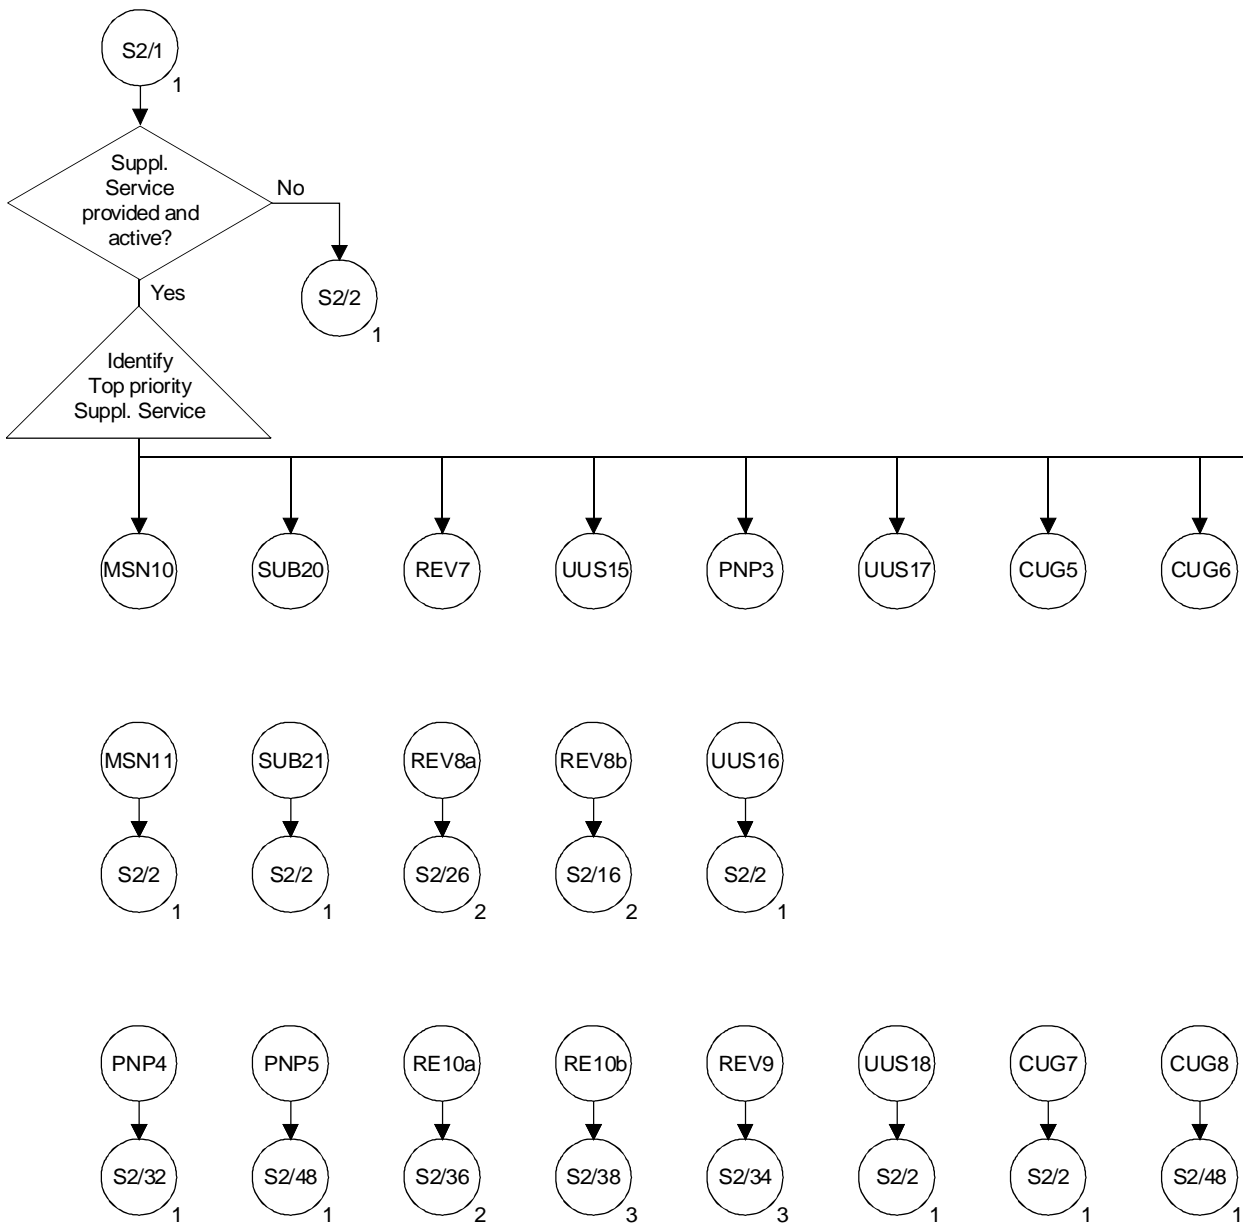 S2/1
1
Suppl.
Service
provided and
active?
No
S2/2
1
Yes
Identify
Top priority
Suppl. Service
MSN10 SUB20 REV7 UUS15 PNP3 UUS17 CUG5 CUG6
MSN11 SUB21 REV8a REV8b UUS16
S2/2 S2/2 S2/26 S2/16 S2/2
1 1 2 2 1
PNP4 PNP5 RE10a RE10b REV9 UUS18 CUG7 CUG8
S2/32 S2/48 S2/36 S2/38 S2/34 S2/2 S2/2 S2/48
1 1 2 3 3 1 1 1